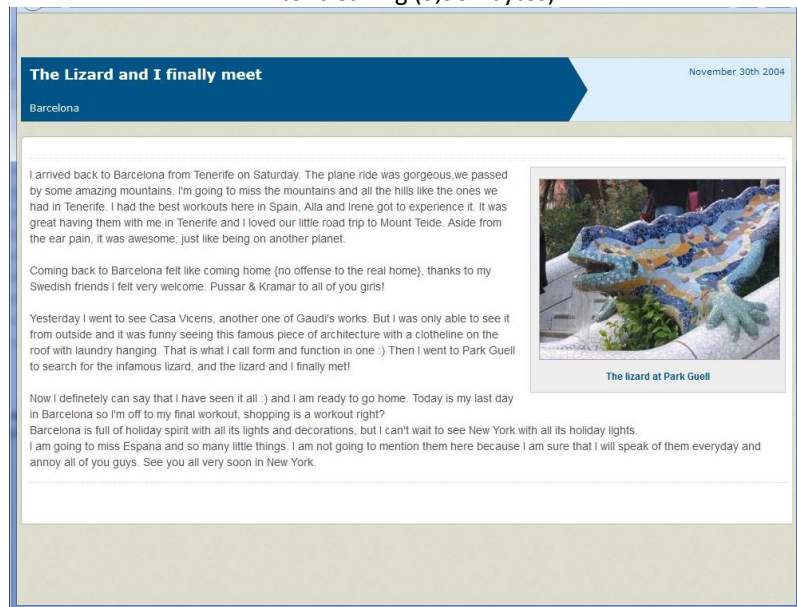 The Lizard and I finally meet
November 30th 2004
Barcelona
I arrived back to Barcelona from Tenerife on Saturday. The plane ride was gorgeous,we passed
by some amazing mountains. I'm going to miss the mountains and all the hills like the ones we
had in Tenerife. I had the best workouts here in Spain, Alla and Irene got to experience it. It was
great having them with me in Tenerife and I loved our little road trip to Mount Teide. Aside from
the ear pain, it was awesome; just like being on another planet.
Coming back to Barcelona felt like coming home {no offense to the real home}, thanks to my
Swedish friends I felt very welcome. Pussar & Kramar to all of you girls!
Yesterday I went to see Casa Vicens, another one of Gaudi's works. But I was only able to see it
from outside and it was funny seeing this famous piece of architecture with a clotheline on the
roof with laundry hanging. That is what I call form and function in one :) Then I went to Park Guell
to search for the infamous lizard, and the lizard and I finally met!
The lizard at Park Guell
Now I definetely can say that I have seen it all :) and I am ready to go home. Today is my last day
in Barcelona so I'm off to my final workout, shopping is a workout right?
Barcelona is full of holiday spirit with all its lights and decorations, but I can't wait to see New York with all its holiday lights.
I am going to miss Espana and so many little things. I am not going to mention them here because I am sure that I will speak of them everyday and
annoy all of you guys. See you all very soon in New York.